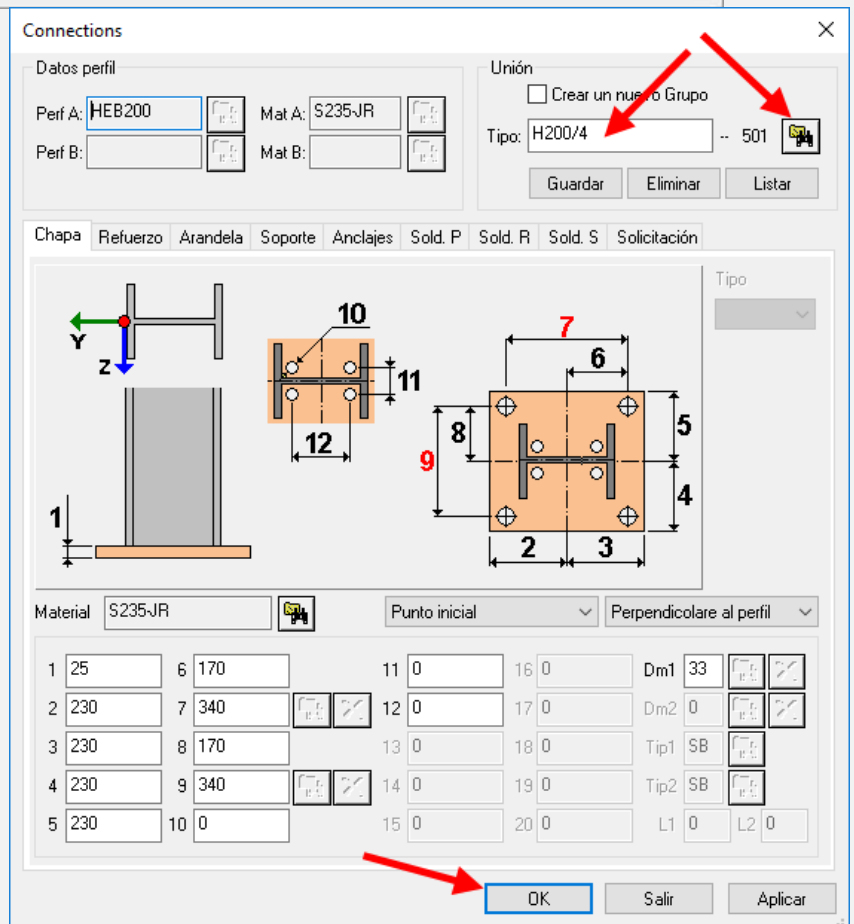 Connections
Datos perfil
Unión
Crear un nuevo Grupo
Perf A: HEB200 Mat A: S235-JR
Tipo: H200/4 -- 501
Perf B: Mat B:
Guardar Eliminar Listar
Chapa Refuerzo Arandela Soporte Anclajes Sold. P Sold. R Sold. S Solicitación
Tipo
Y
Z
1
10
11
12
7
6
5
8
9
4
2 3
Material S235-JR Punto inicial Perpendicolare al perfil
1 25 6 170 11 0 16 0 Dm1 33
2 230 7 340 12 0 17 0 Dm2 0
3 230 8 170 13 0 18 0 Tip1 SB
4 230 9 340 14 0 19 0 Tip2 SB
5 230 10 0 15 0 20 0 L1 0 L2 0
OK Salir Aplicar